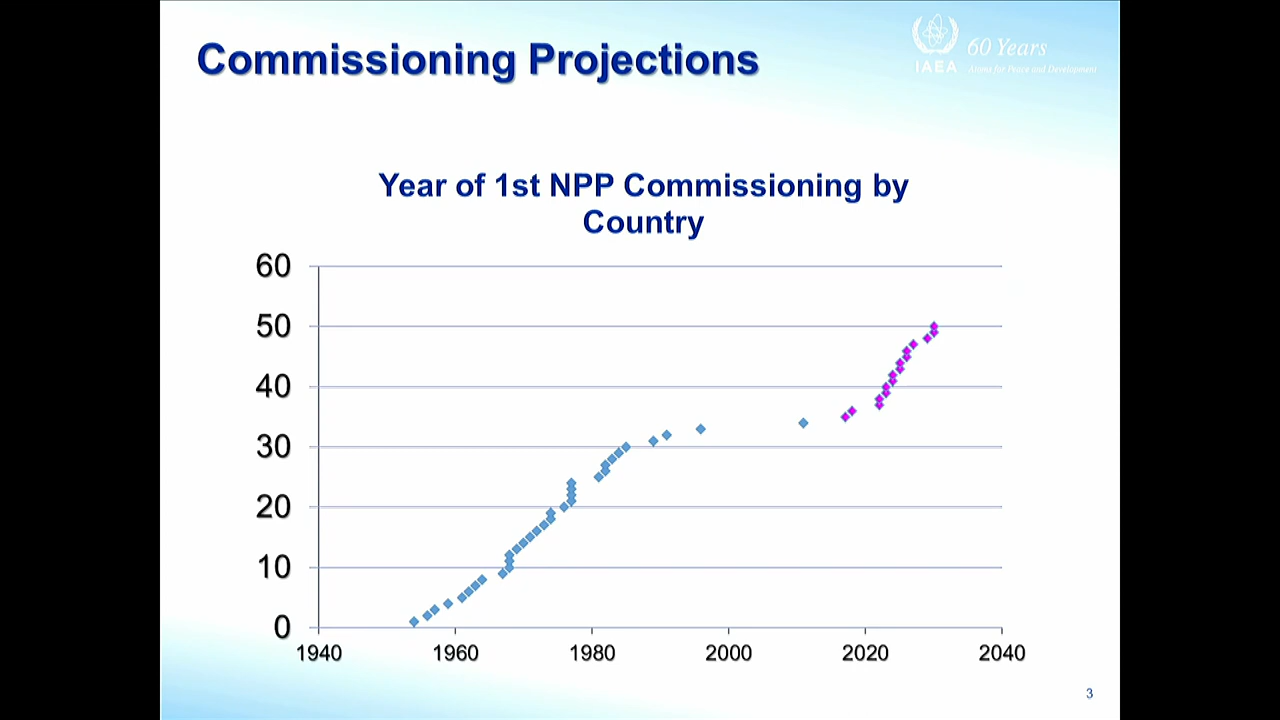 Commissioning Projections
60 Years
IAEA
Atoms for Peace and Development
Year of 1st NPP Commissioning by
Country
60
50
40
30
20
10
0
1940
1960
1980
2000
2020
2040
3